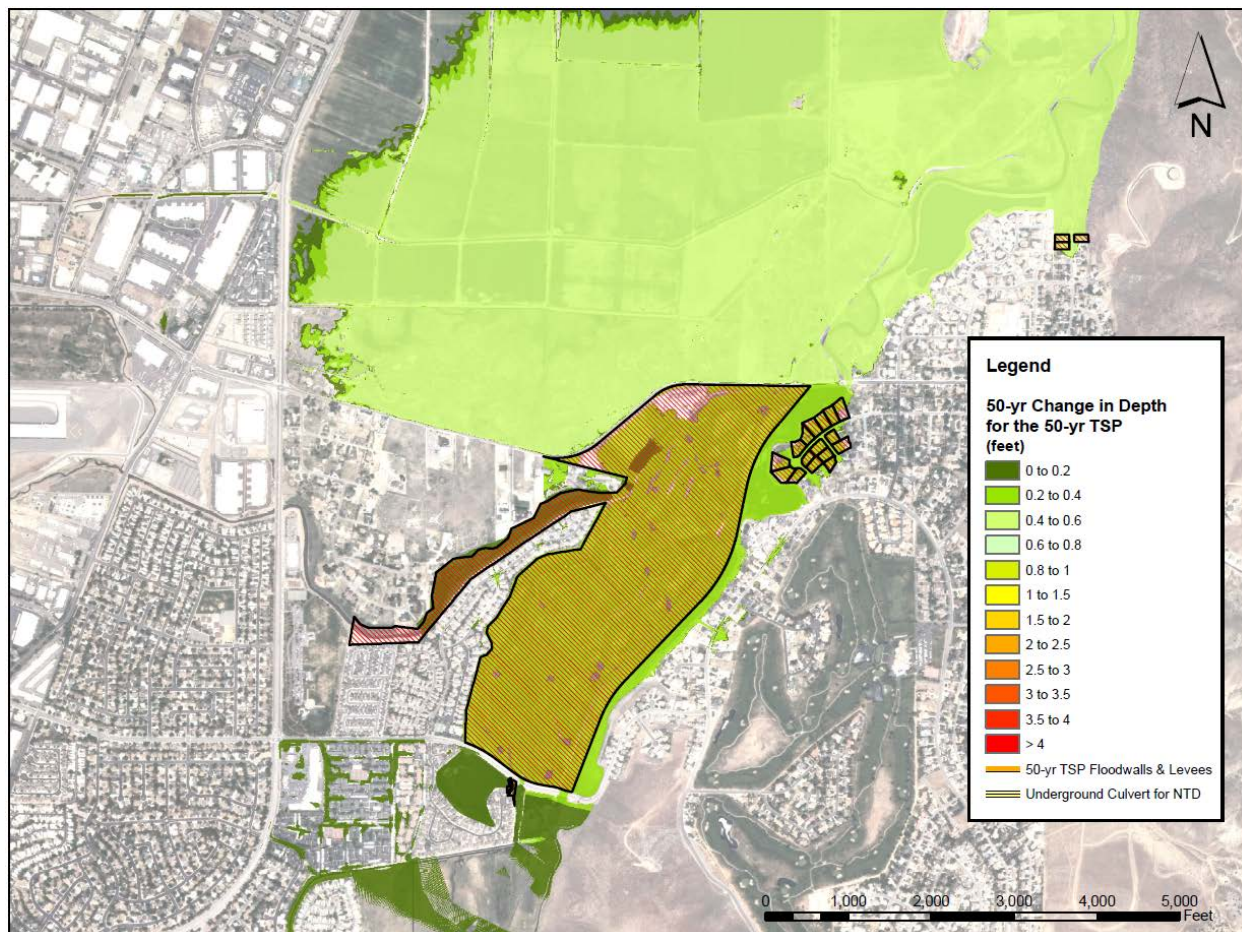 N
Legend
50-yr Change in Depth
for the 50-yr TSP
(feet)
0 to 0.2
0.2 to 0.4
0.4 to 0.6
0.6 to 0.8
0.8 to 1
1 to 1.5
1.5 to 2
2 to 2.5
2.5 to 3
3 to 3.5
3.5 to 4
> 4
50-yr TSP Floodwalls & Levees
Underground Culvert for NTD
0 1,000 2,000 3,000 4,000 5,000
Feet